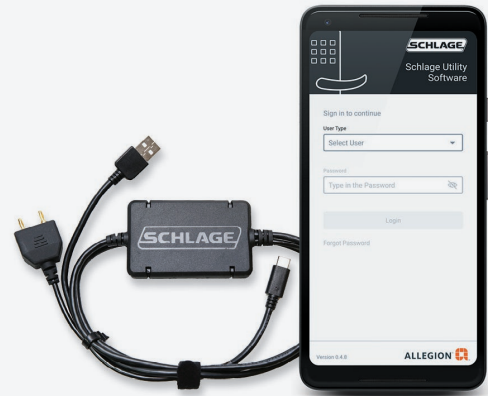 SCHLAGE
SCHLAGE
Schlage Utility
Software
Sign in to continue
User Type
Select User
Password
Type in the Password
Login
Forgot Password
Version 0.4.8
ALLEGION